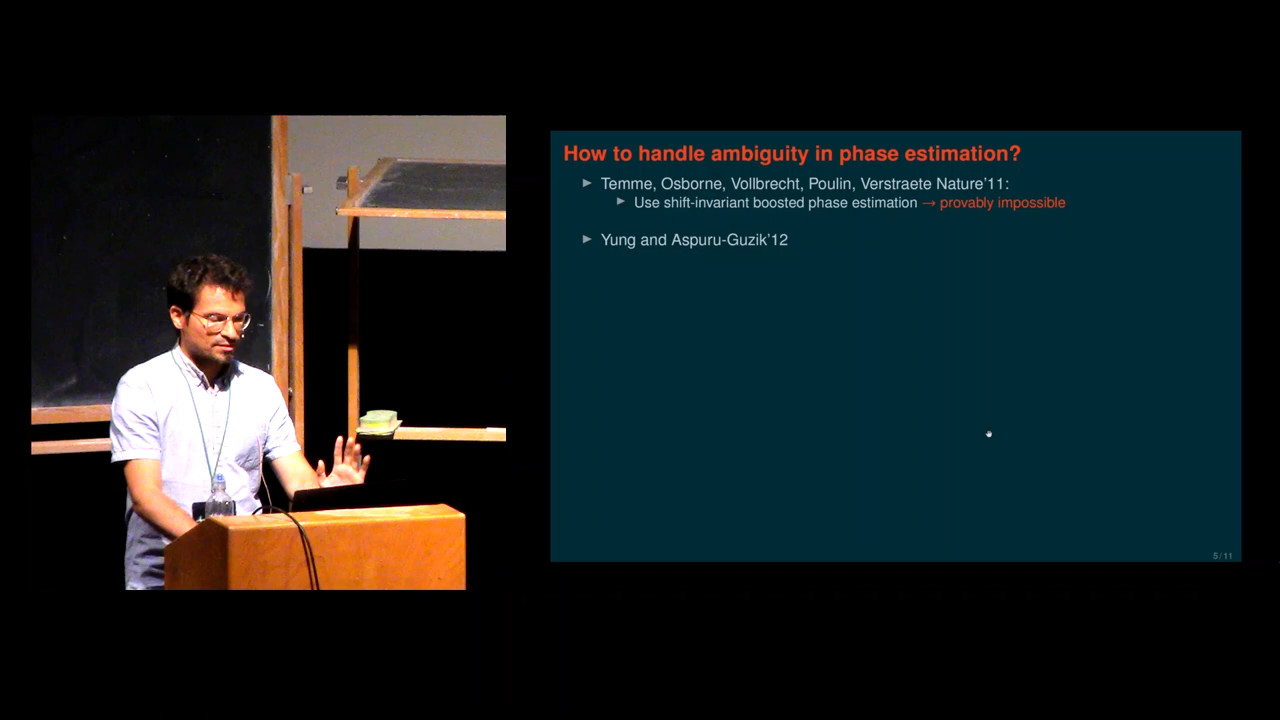 How to handle ambiguity in phase estimation?
▶ Temme, Osborne, Vollbrecht, Poulin, Verstraete Nature'11:
▶ Use shift-invariant boosted phase estimation → provably impossible
▶ Yung and Aspuru-Guzik'12
5 / 11